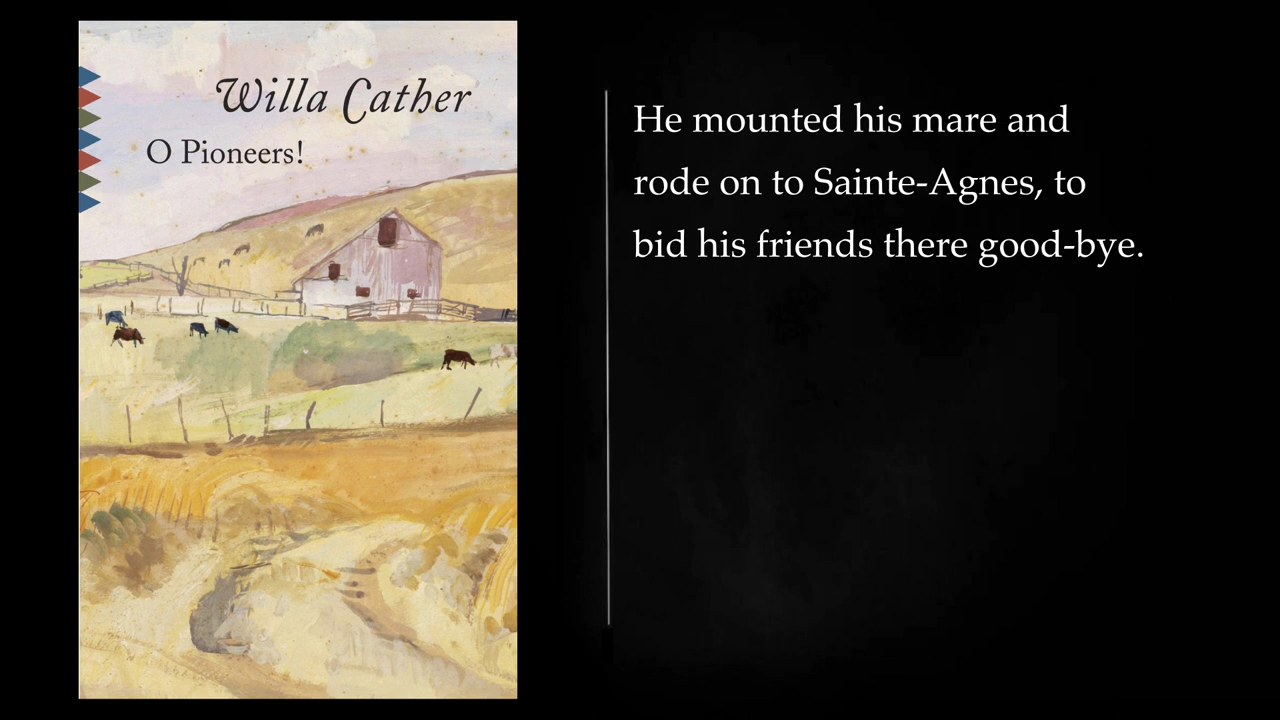 Willa Cather
O Pioneers!
He mounted his mare and
rode on to Sainte-Agnes, to
bid his friends there good-bye.